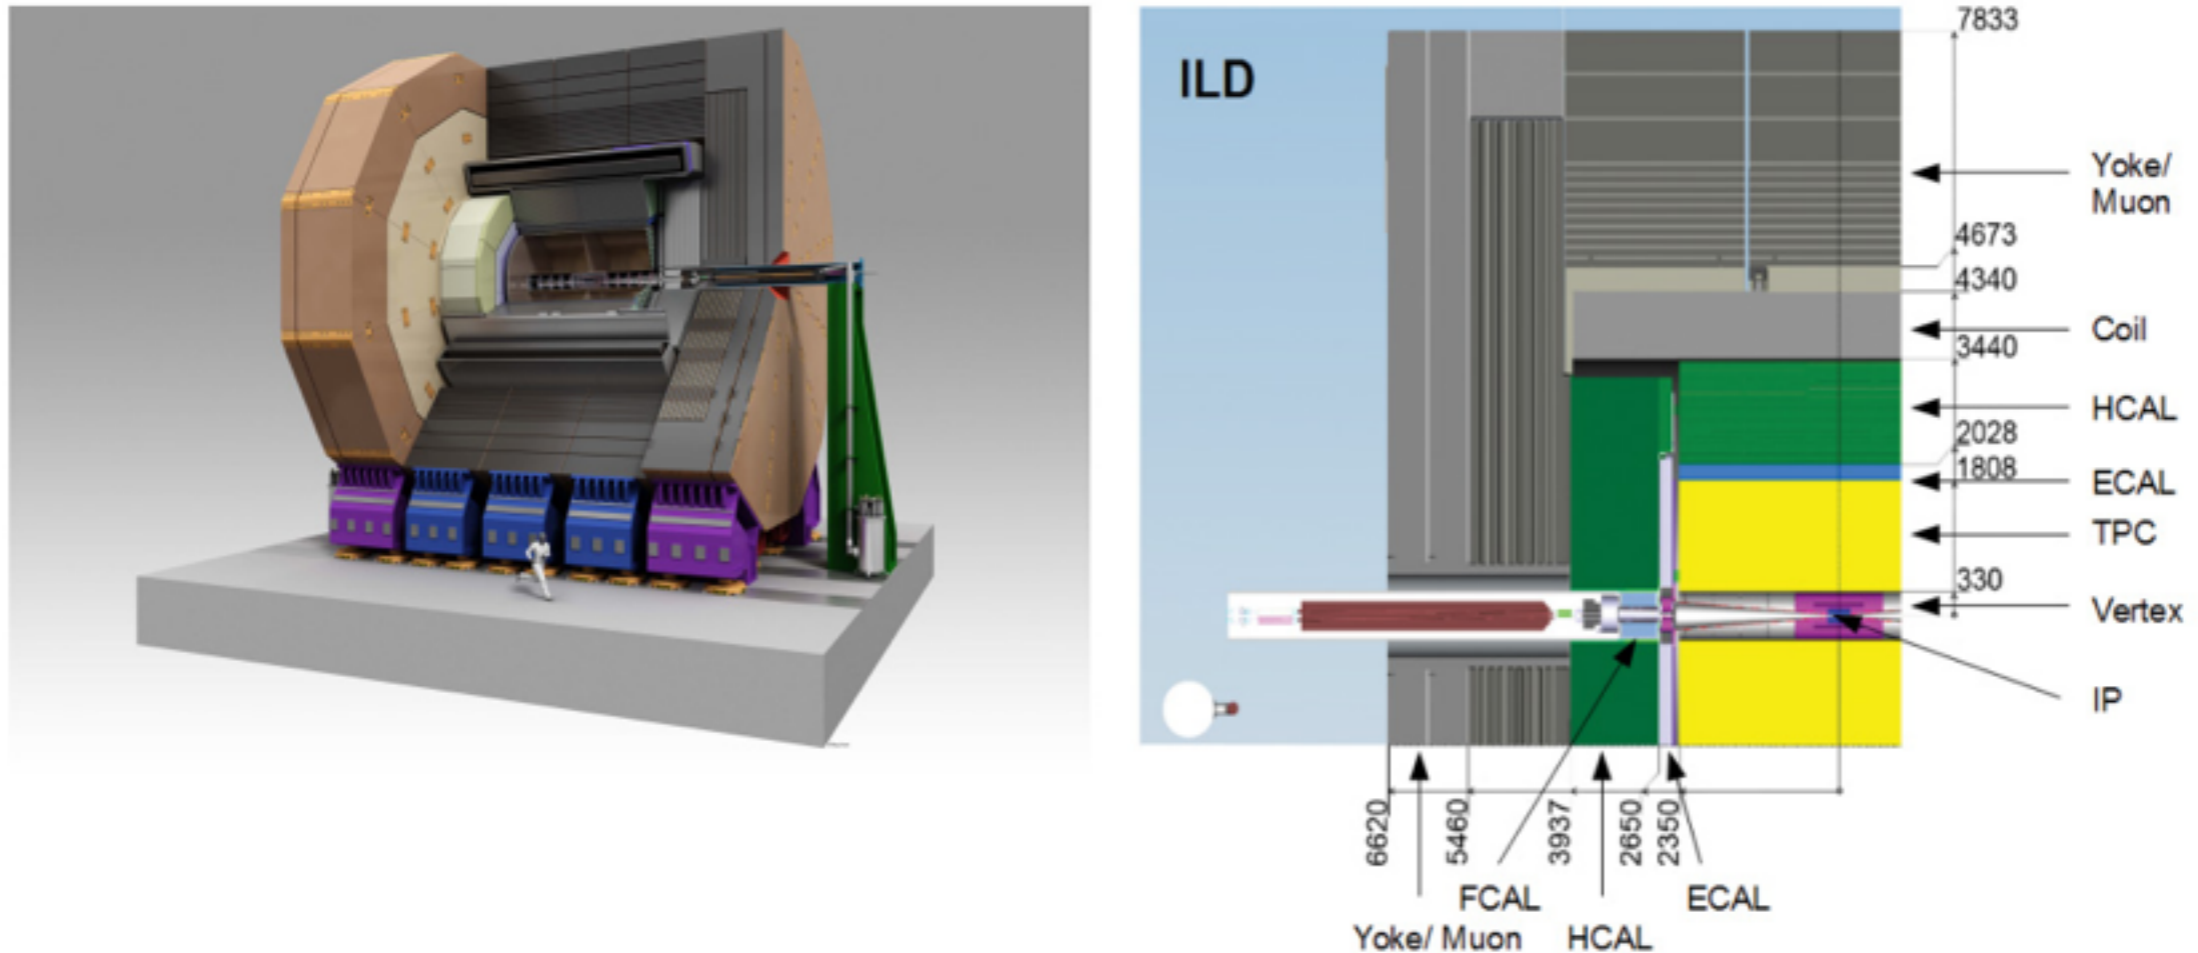 ILD
7833
Yoke/
Muon
4673
4340
Coil
3440
HCAL
2028
1808
ECAL
TPC
330
Vertex
IP
6620
5460
3937
2650
2350
FCAL
ECAL
Yoke/ Muon
HCAL